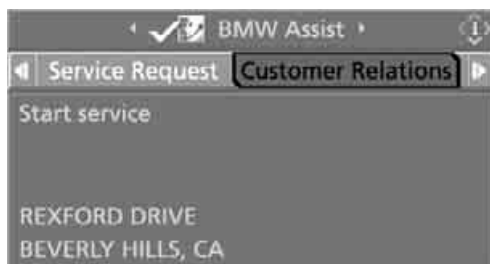 BMW Assist
Service Request Customer Relations
Start service
REXFORD DRIVE
BEVERLY HILLS, CA